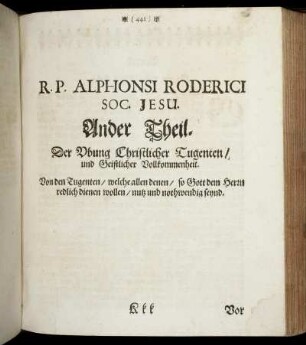 (441)
R. P. ALPHONSI RODERICI
SOC. JESU.
Ander Theil.
Der Vbung Christlicher Tugenten/
und Geistlicher Vollkommenheit.
Von den Tugenten/ welche allen denen/ so Gott dem Herrn
redlich dienen wollen/ nutz und nothwendig seynd.
Kkk Vor